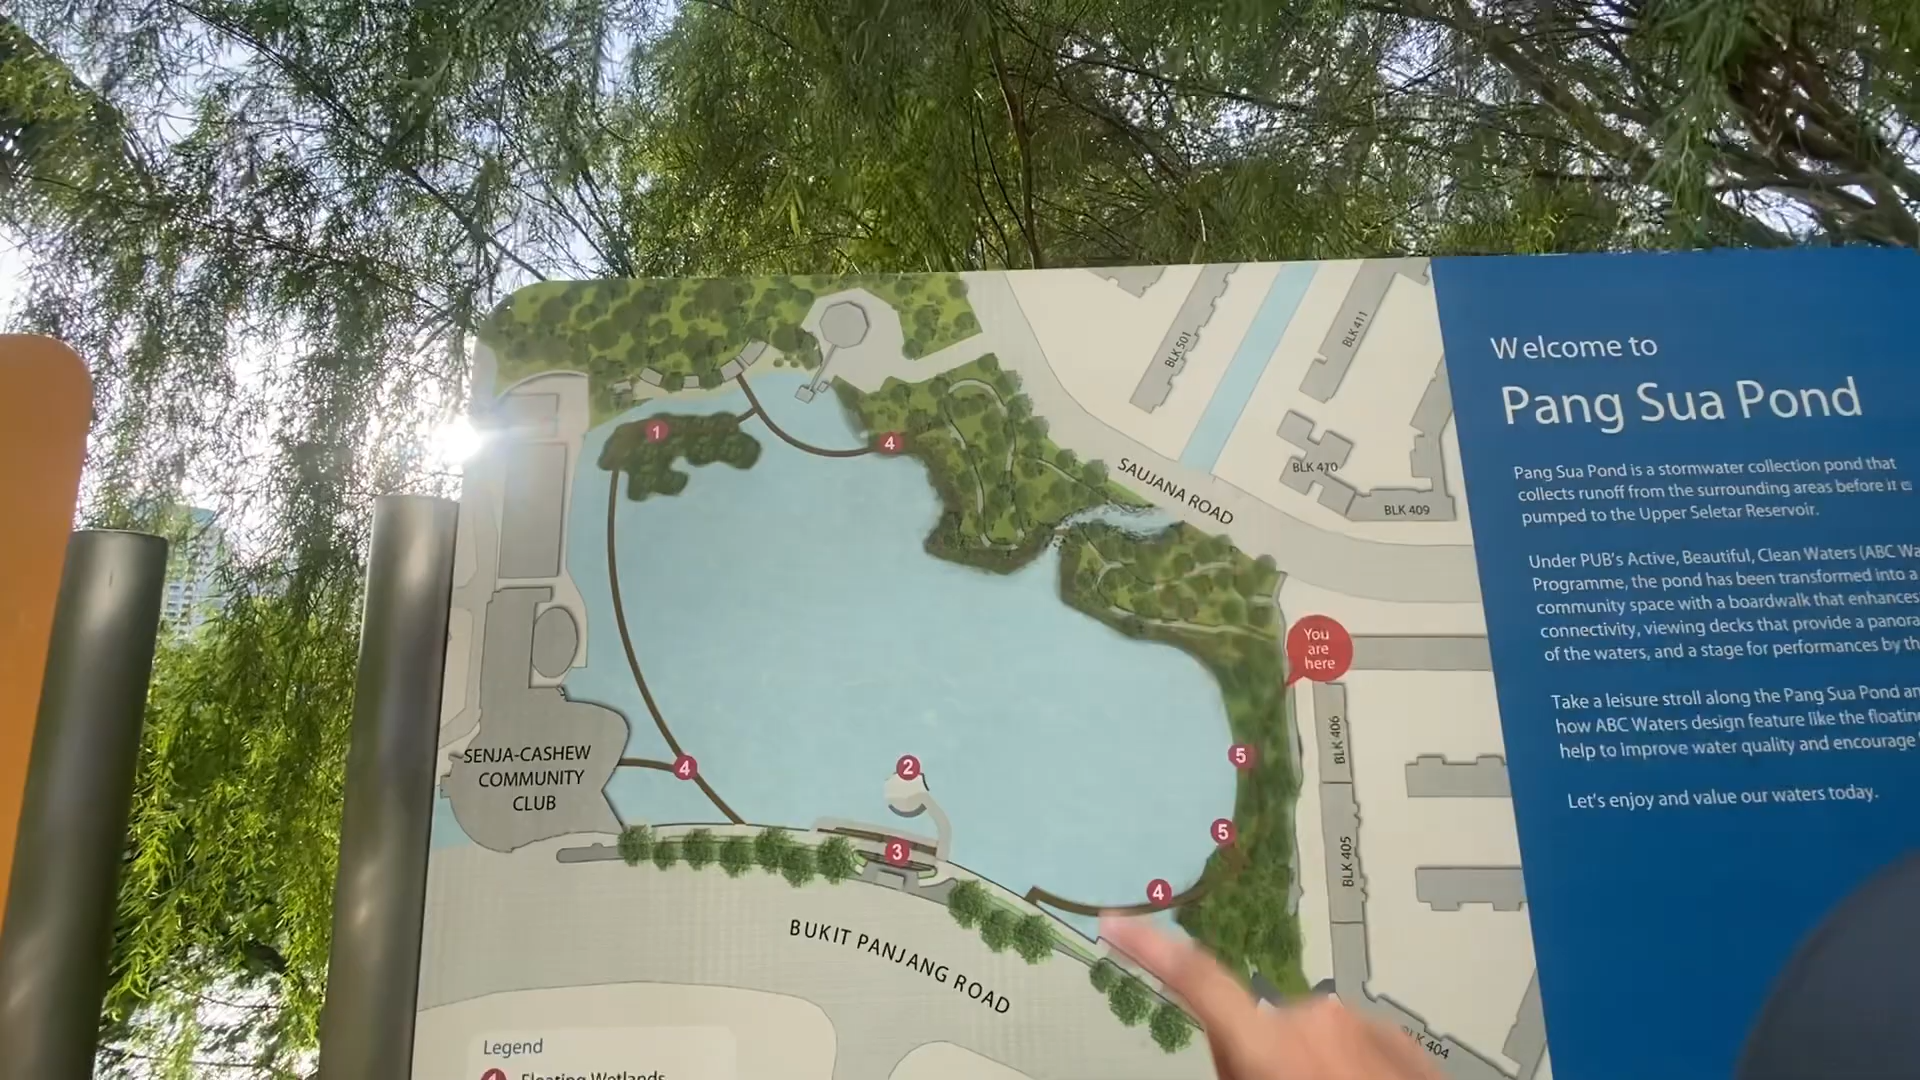 BLK 501
BLK 411
BLK 470
BLK 409
SAUJANA ROAD
1
4
You
are
here
BLK 406
5
SENJA-CASHEW
COMMUNITY
CLUB
4
2
3
5
BLK 405
4
BUKIT PANJANG ROAD
BLK 404
Legend
Floating Wetlands
Welcome to
Pang Sua Pond
Pang Sua Pond is a stormwater collection pond that
collects runoff from the surrounding areas before it
pumped to the Upper Seletar Reservoir.
Under PUB's Active, Beautiful, Clean Waters (ABC Wa
Programme, the pond has been transformed into a
community space with a boardwalk that enhances
connectivity, viewing decks that provide a panora
of the waters, and a stage for performances by th
Take a leisure stroll along the Pang Sua Pond an
how ABC Waters design feature like the floatin
help to improve water quality and encourage
Let's enjoy and value our waters today.